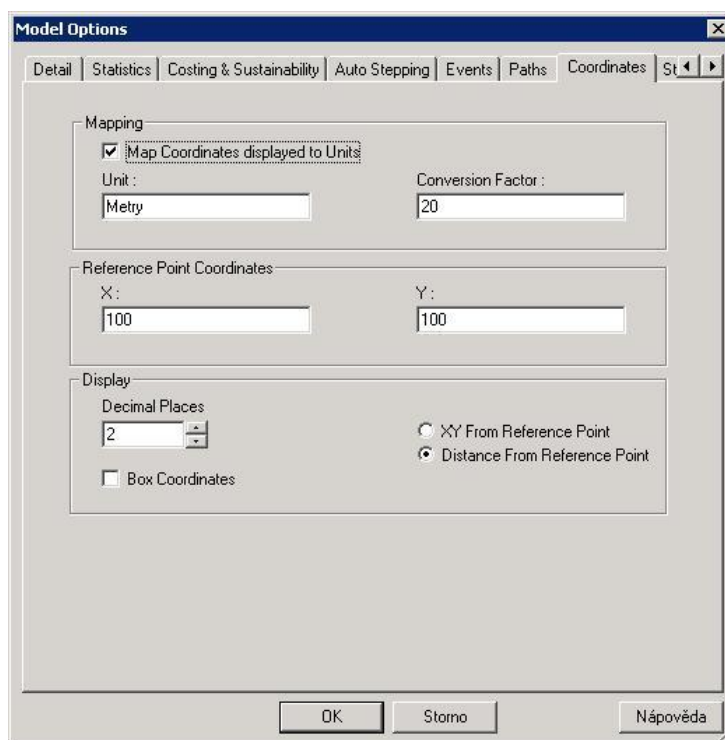 Model Options
Detail Statistics Costing & Sustainability Auto Stepping Events Paths Coordinates St
Mapping
Map Coordinates displayed to Units
Unit : Conversion Factor :
Metry 20
Reference Point Coordinates
X : Y :
100 100
Display
Decimal Places
2
XY From Reference Point
Distance From Reference Point
Box Coordinates
OK Storno Nápověda